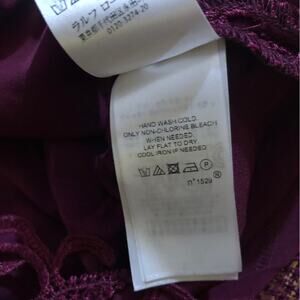 ラルフ ロー
0120-3274-20
HAND WASH COLD.
ONLY NON-CHLORINE BLEACH
WHEN NEEDED.
LAY FLAT TO DRY.
COOL IRON IF NEEDED.
P
n°1529 ®